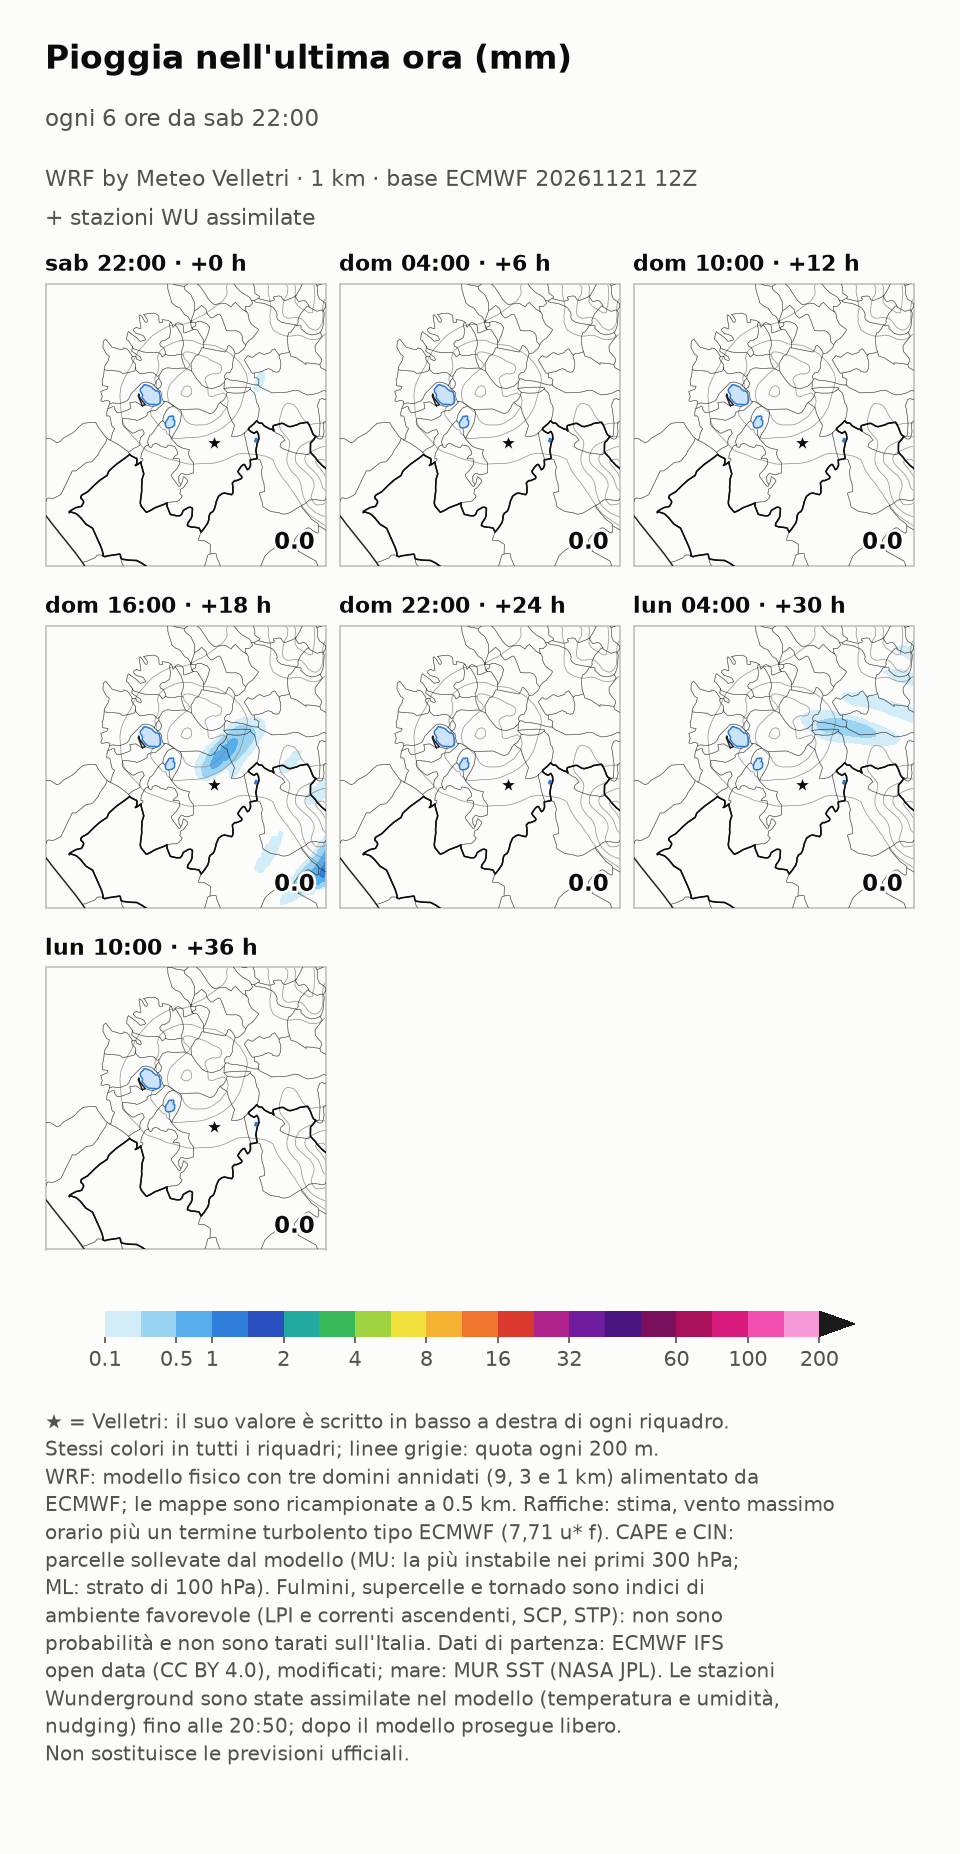 Pioggia nell'ultima ora (mm)
ogni 6 ore da sab 22:00
WRF by Meteo Velletri · 1 km · base ECMWF 20261121 12Z
+ stazioni WU assimilate
sab 22:00 · +0 h
dom 04:00 · +6 h
dom 10:00 · +12 h
0.0
0.0
0.0
dom 16:00 · +18 h
dom 22:00 · +24 h
lun 04:00 · +30 h
0.0
0.0
0.0
lun 10:00 · +36 h
0.0
0.1 0.5 1 2 4 8 16 32 60 100 200
★ = Velletri: il suo valore è scritto in basso a destra di ogni riquadro.
Stessi colori in tutti i riquadri; linee grigie: quota ogni 200 m.
WRF: modello fisico con tre domini annidati (9, 3 e 1 km) alimentato da
ECMWF; le mappe sono ricampionate a 0.5 km. Raffiche: stima, vento massimo
orario più un termine turbolento tipo ECMWF (7,71 u* f). CAPE e CIN:
parcelle sollevate dal modello (MU: la più instabile nei primi 300 hPa;
ML: strato di 100 hPa). Fulmini, supercelle e tornado sono indici di
ambiente favorevole (LPI e correnti ascendenti, SCP, STP): non sono
probabilità e non sono tarati sull'Italia. Dati di partenza: ECMWF IFS
open data (CC BY 4.0), modificati; mare: MUR SST (NASA JPL). Le stazioni
Wunderground sono state assimilate nel modello (temperatura e umidità,
nudging) fino alle 20:50; dopo il modello prosegue libero.
Non sostituisce le previsioni ufficiali.